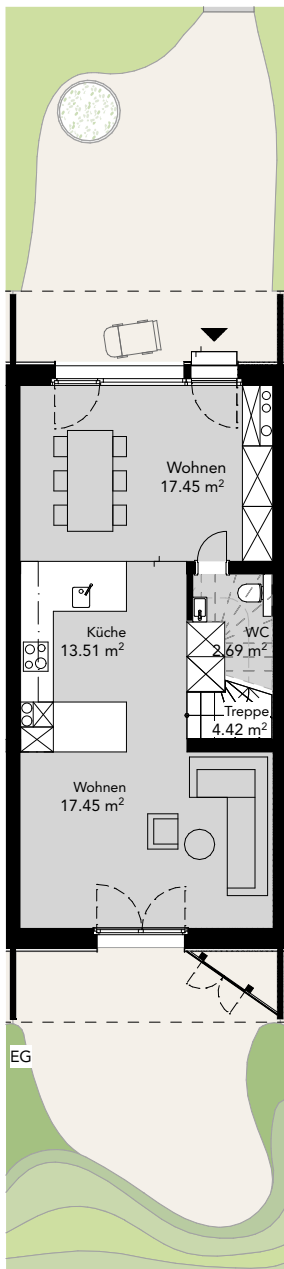 Wohnen
17.45 m²
Küche
13.51 m²
WC
2.69 m²
Treppe
4.42 m²
Wohnen
17.45 m²
EG